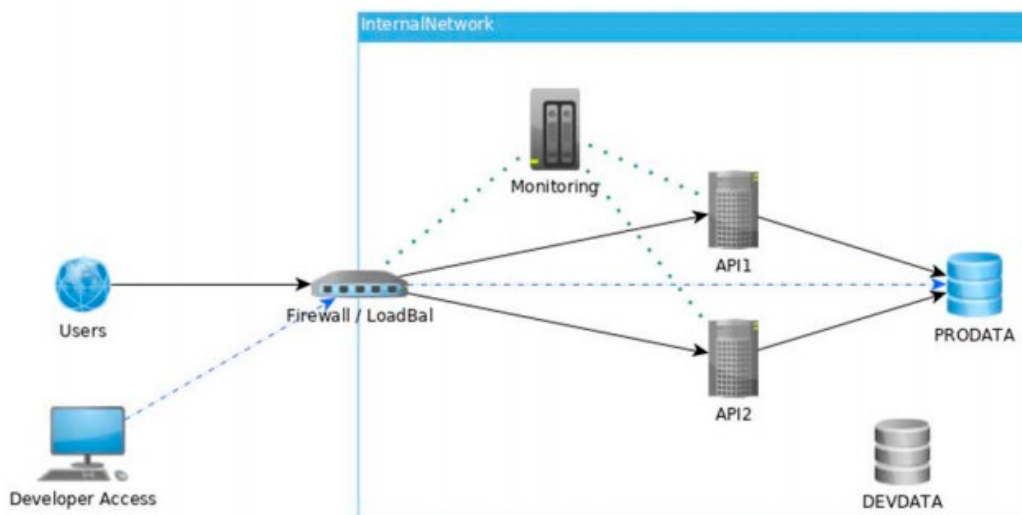 InternalNetwork
Monitoring
API1
Users
Firewall / LoadBal
PRODATA
API2
Developer Access
DEVDATA